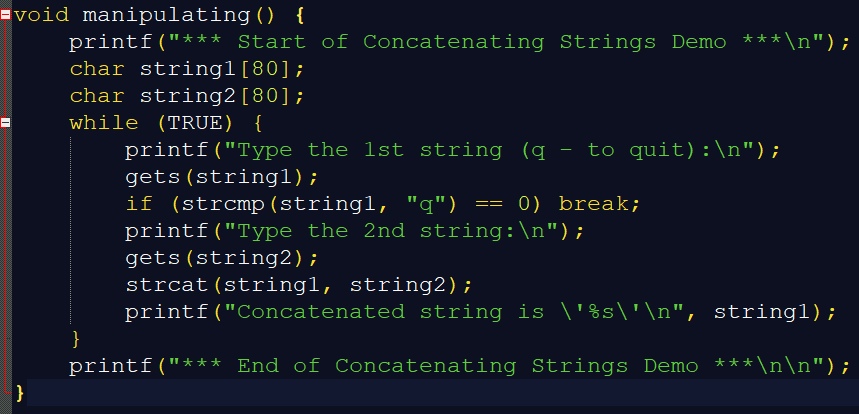 void manipulating() {
    printf("*** Start of Concatenating Strings Demo ***\n");
    char string1[80];
    char string2[80];
    while (TRUE) {
        printf("Type the 1st string (q - to quit):\n");
        gets(string1);
        if (strcmp(string1, "q") == 0) break;
        printf("Type the 2nd string:\n");
        gets(string2);
        strcat(string1, string2);
        printf("Concatenated string is \'%s\'\n", string1);
    }
    printf("*** End of Concatenating Strings Demo ***\n\n");
}